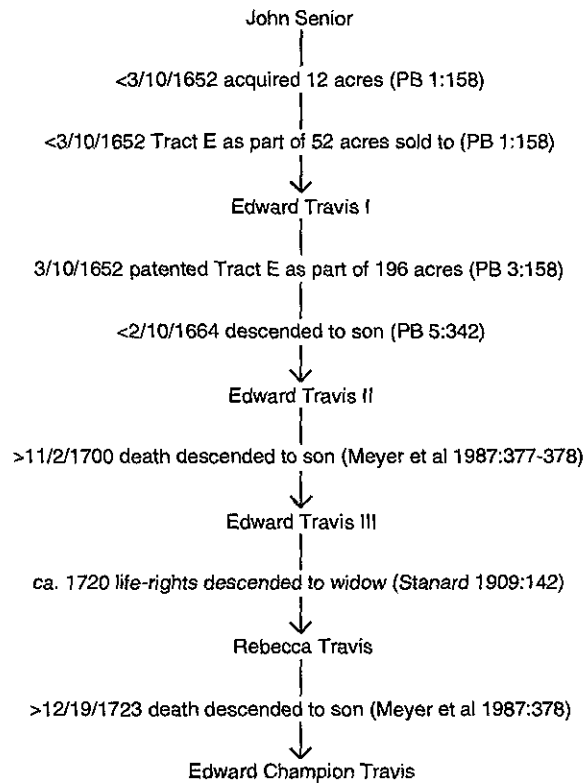 John Senior
<3/10/1652 acquired 12 acres (PB 1:158)
<3/10/1652 Tract E as part of 52 acres sold to (PB 1:158)
Edward Travis I
3/10/1652 patented Tract E as part of 196 acres (PB 3:158)
<2/10/1664 descended to son (PB 5:342)
Edward Travis II
>11/2/1700 death descended to son (Meyer et al 1987:377-378)
Edward Travis III
ca. 1720 life-rights descended to widow (Stanard 1909:142)
Rebecca Travis
>12/19/1723 death descended to son (Meyer et al 1987:378)
Edward Champion Travis